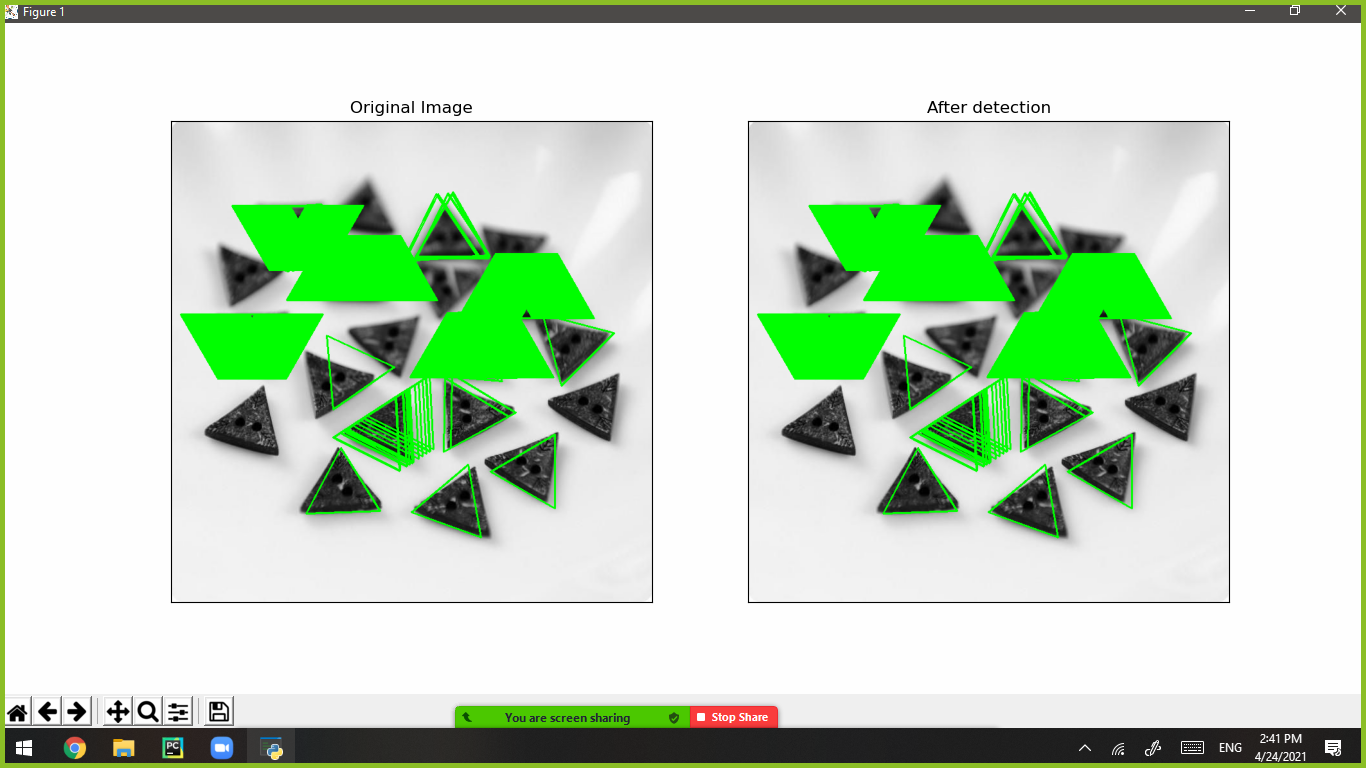 Figure 1
Original Image
After detection
You are screen sharing
Stop Share
PC
ENG
2:41 PM
4/24/2021